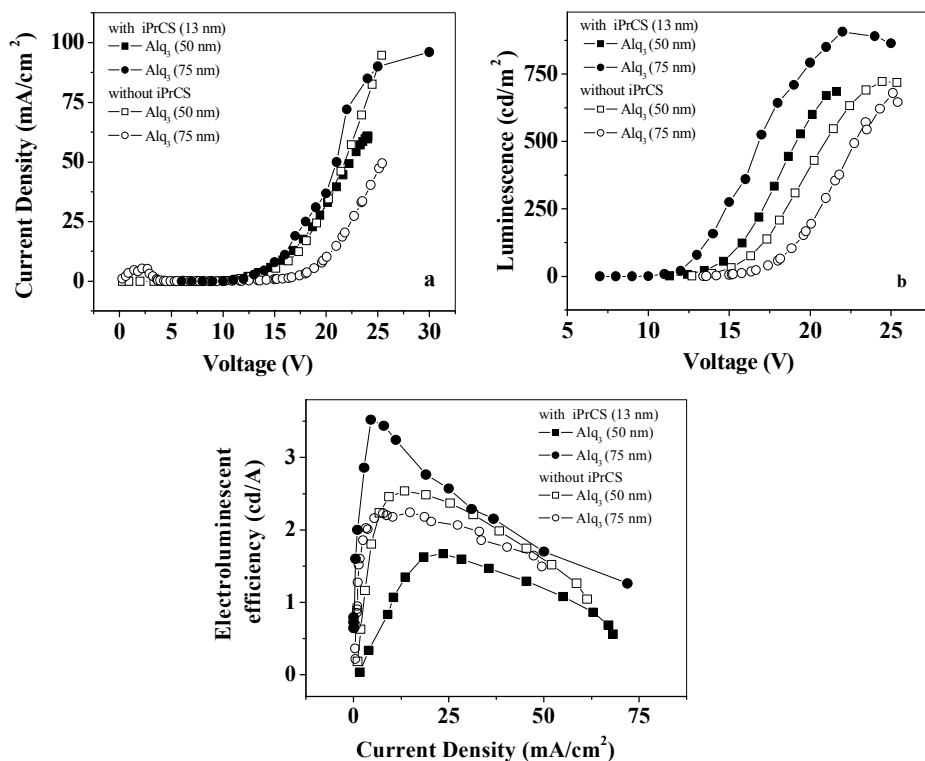 with iPrCS (13 nm)
Alq₃ (50 nm)
Alq₃ (75 nm)
without iPrCS
Alq₃ (50 nm)
Alq₃ (75 nm)
100
75
50
25
0
Current Density (mA/cm²)
0 5 10 15 20 25 30
Voltage (V)
a
with iPrCS (13 nm)
Alq₃ (50 nm)
Alq₃ (75 nm)
without iPrCS
Alq₃ (50 nm)
Alq₃ (75 nm)
750
500
250
0
Luminescence (cd/m²)
5 10 15 20 25
Voltage (V)
b
with iPrCS (13 nm)
Alq₃ (50 nm)
Alq₃ (75 nm)
without iPrCS
Alq₃ (50 nm)
Alq₃ (75 nm)
3
2
1
0
Electroluminescent
efficiency (cd/A)
0 25 50 75
Current Density (mA/cm²)